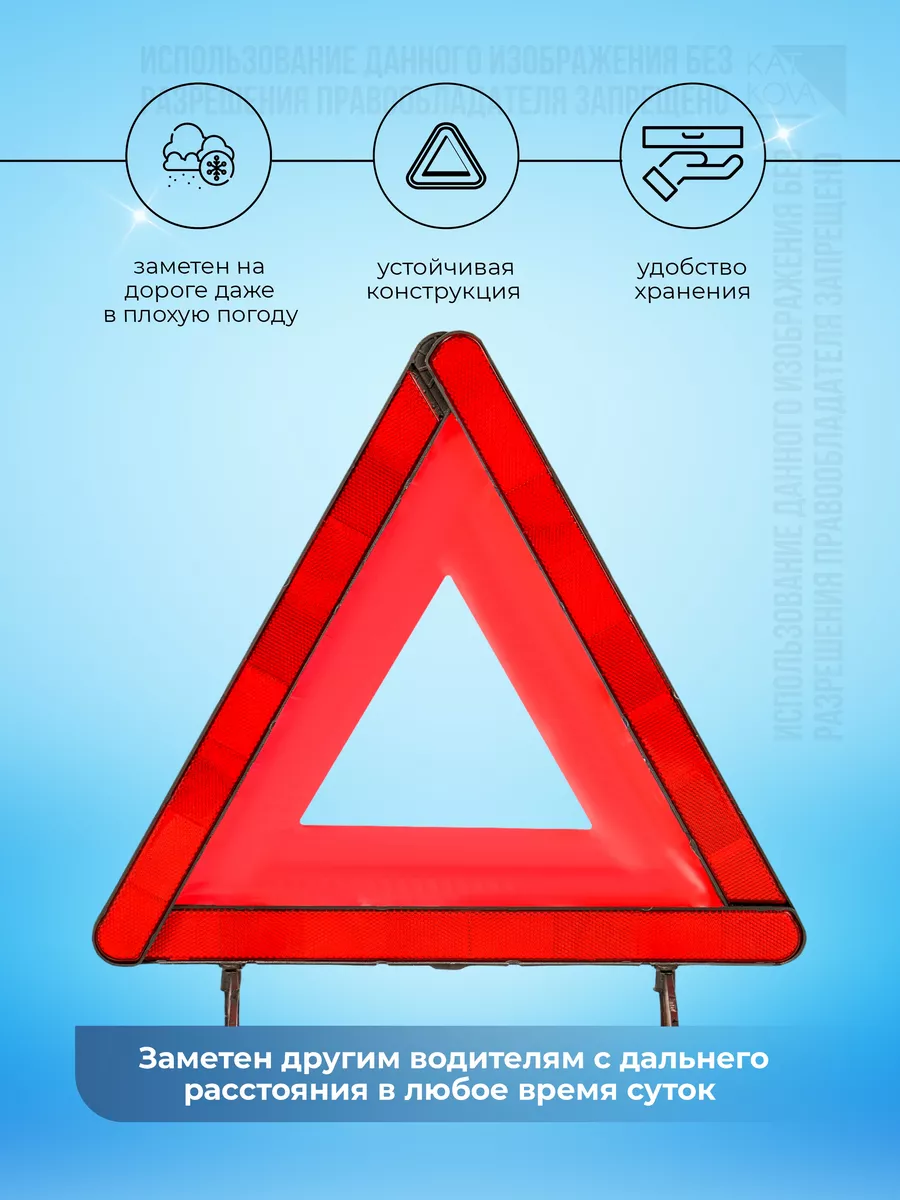 ИСПОЛЬЗОВАНИЕ ДАННОГО ИЗОБРАЖЕНИЯ БЕЗ
РАЗРЕШЕНИЯ ПРАВООБЛАДАТЕЛЯ ЗАПРЕЩЕНО
KAT
KOVA
заметен на
дороге даже
в плохую погоду
устойчивая
конструкция
удобство
хранения
ИСПОЛЬЗОВАНИЕ ДАННОГО ИЗОБРАЖЕНИЯ БЕЗ
РАЗРЕШЕНИЯ ПРАВООБЛАДАТЕЛЯ ЗАПРЕЩЕНО
Заметен другим водителям с дальнего
расстояния в любое время суток